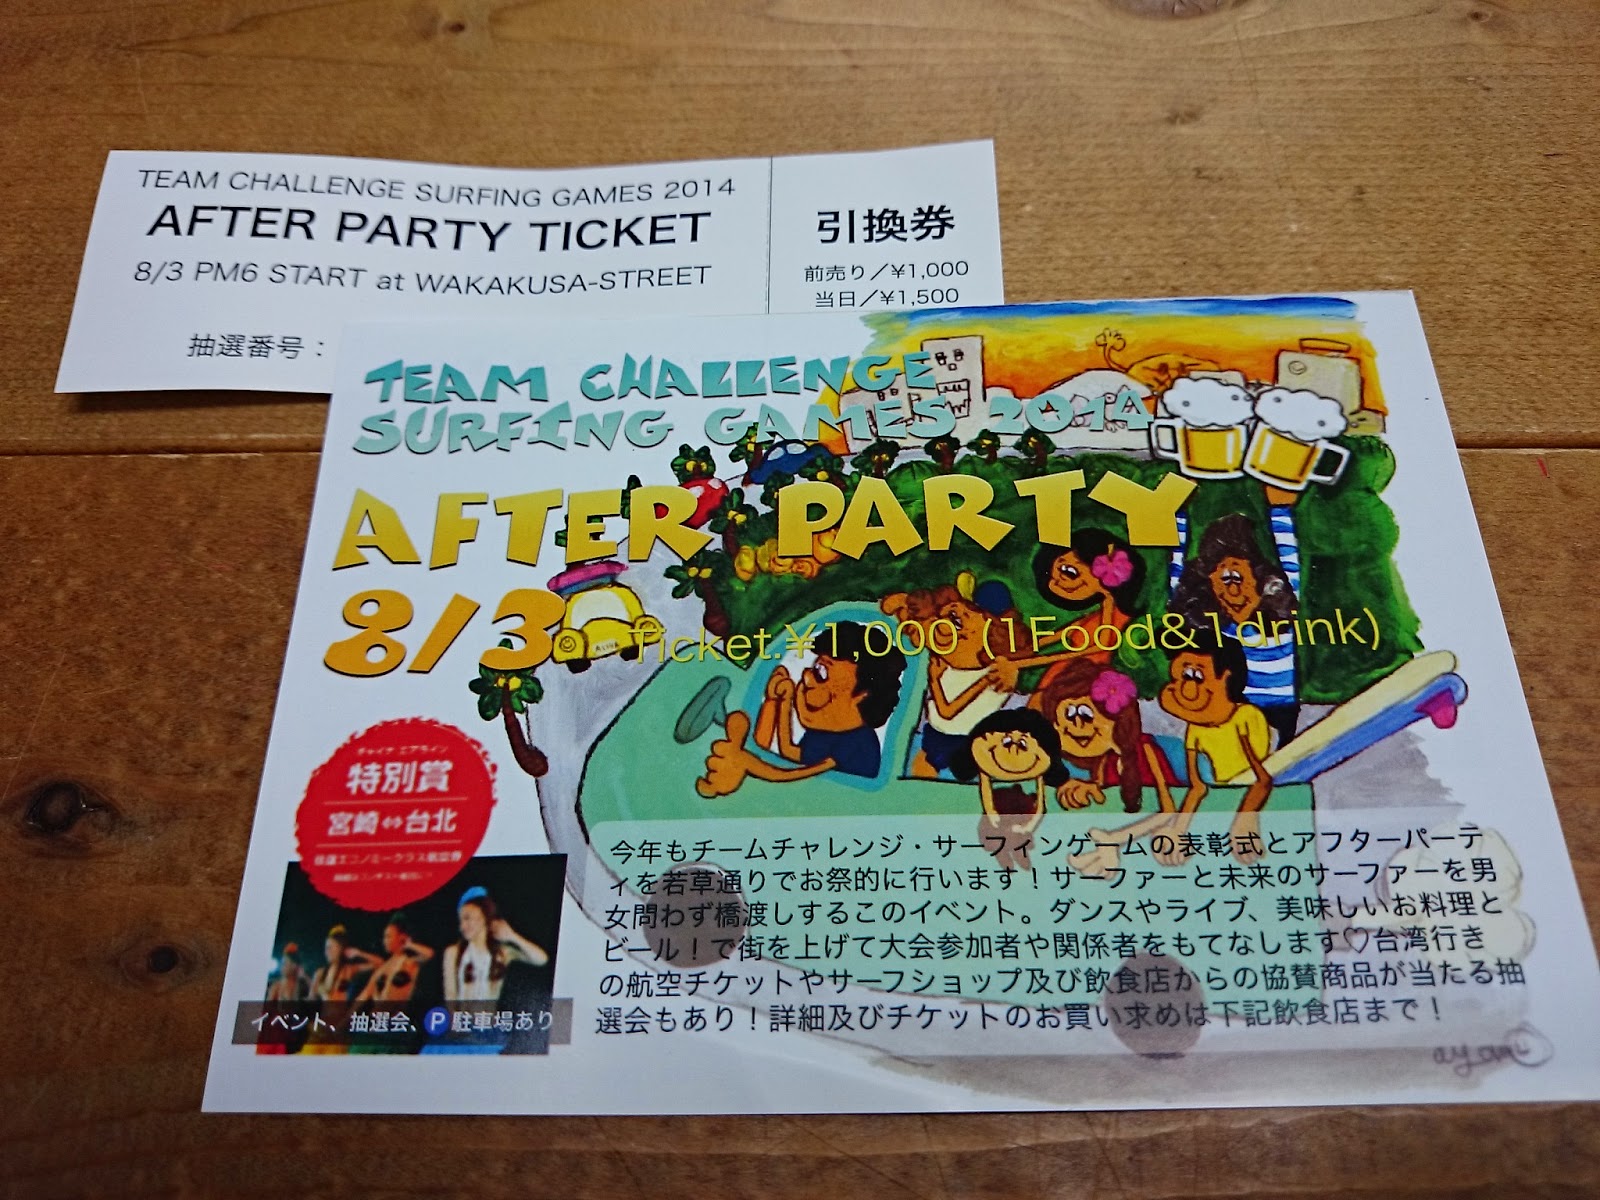 TEAM CHALLENGE SURFING GAMES 2014
AFTER PARTY TICKET
8/3 PM6 START at WAKAKUSA-STREET
抽選番号：
引換券
前売り／¥1,000
当日／¥1,500
TEAM CHALLENGE
SURFING GAMES 2014
AFTER PARTY
8/3
Ticket.¥1,000 (1Food&1drink)
チャイナ エアライン
特別賞
宮崎⇔台北
イベント、抽選会、Ⓟ駐車場あり
今年もチームチャレンジ・サーフィンゲームの表彰式とアフターパーテ
ィを若草通りでお祭的に行います！サーファーと未来のサーファーを男
女問わず橋渡しするこのイベント。ダンスやライブ、美味しいお料理と
ビール！で街を上げて大会参加者や関係者をもてなします♡台湾行き
の航空チケットやサーフショップ及び飲食店からの協賛商品が当たる抽
選会もあり！詳細及びチケットのお買い求めは下記飲食店まで！